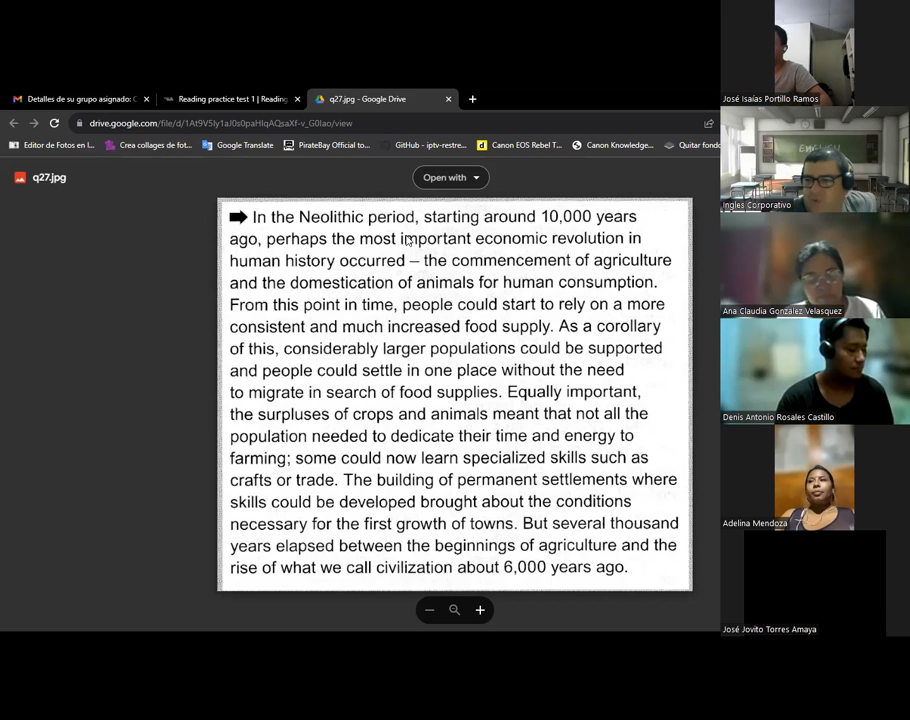 Detalles de su grupo asignado: C
Reading practice test 1 | Reading
q27.jpg - Google Drive
Editor de Fotos en l...
Crea collages de fot...
Google Translate
PirateBay Official to...
GitHub - iptv-restre...
Canon EOS Rebel T...
Canon Knowledge...
Quitar fondo
q27.jpg
Open with
In the Neolithic period, starting around 10,000 years
ago, perhaps the most important economic revolution in
human history occurred – the commencement of agriculture
and the domestication of animals for human consumption.
From this point in time, people could start to rely on a more
consistent and much increased food supply. As a corollary
of this, considerably larger populations could be supported
and people could settle in one place without the need
to migrate in search of food supplies. Equally important,
the surpluses of crops and animals meant that not all the
population needed to dedicate their time and energy to
farming; some could now learn specialized skills such as
crafts or trade. The building of permanent settlements where
skills could be developed brought about the conditions
necessary for the first growth of towns. But several thousand
years elapsed between the beginnings of agriculture and the
rise of what we call civilization about 6,000 years ago.
José Isaías Portillo Ramos
ENGLISH
Ingles Corporativo
Ana Claudia Gonzalez Velasquez
Denis Antonio Rosales Castillo
Adelina Mendoza
José Jovito Torres Amaya